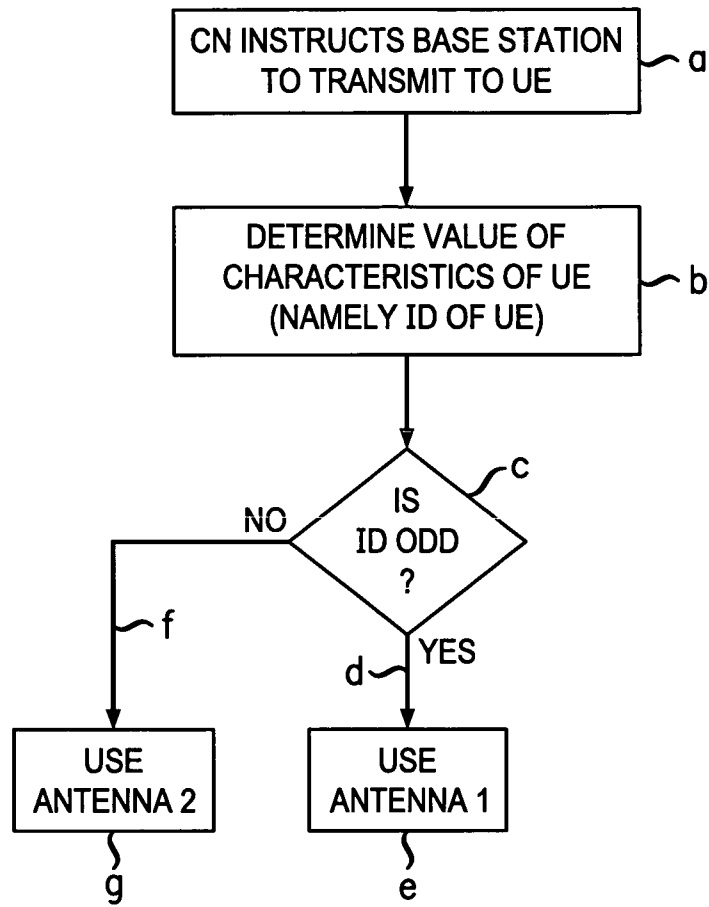 CN INSTRUCTS BASE STATION
TO TRANSMIT TO UE
a
DETERMINE VALUE OF
CHARACTERISTICS OF UE
(NAMELY ID OF UE)
b
c
IS
ID ODD
?
NO
f
YES
d
USE
ANTENNA 2
USE
ANTENNA 1
g
e